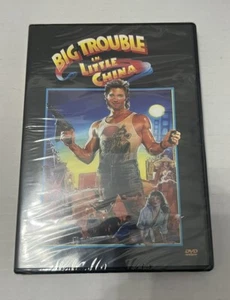 BIG TROUBLE
IN
LITTLE CHINA
DVD